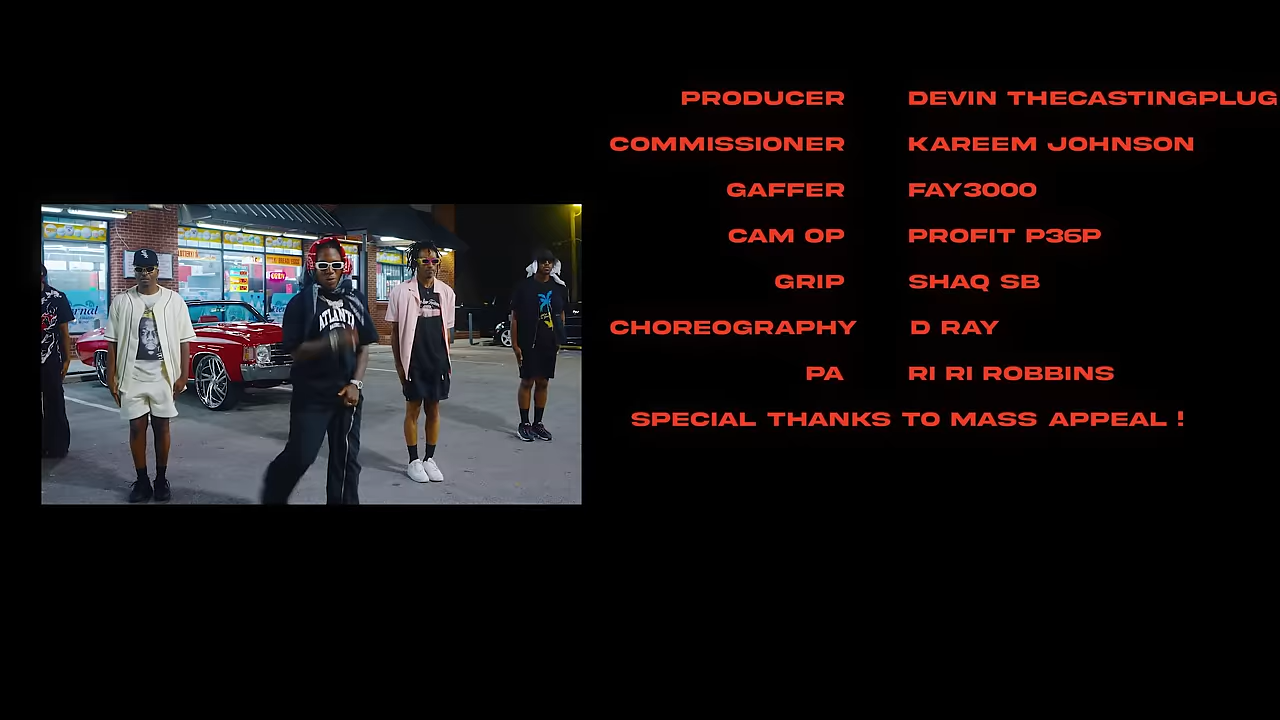 PRODUCER DEVIN THECASTINGPLUG
COMMISSIONER KAREEM JOHNSON
GAFFER FAY3000
CAM OP PROFIT P36P
GRIP SHAQ SB
CHOREOGRAPHY D RAY
PA RI RI ROBBINS
SPECIAL THANKS TO MASS APPEAL !
ATLANTA